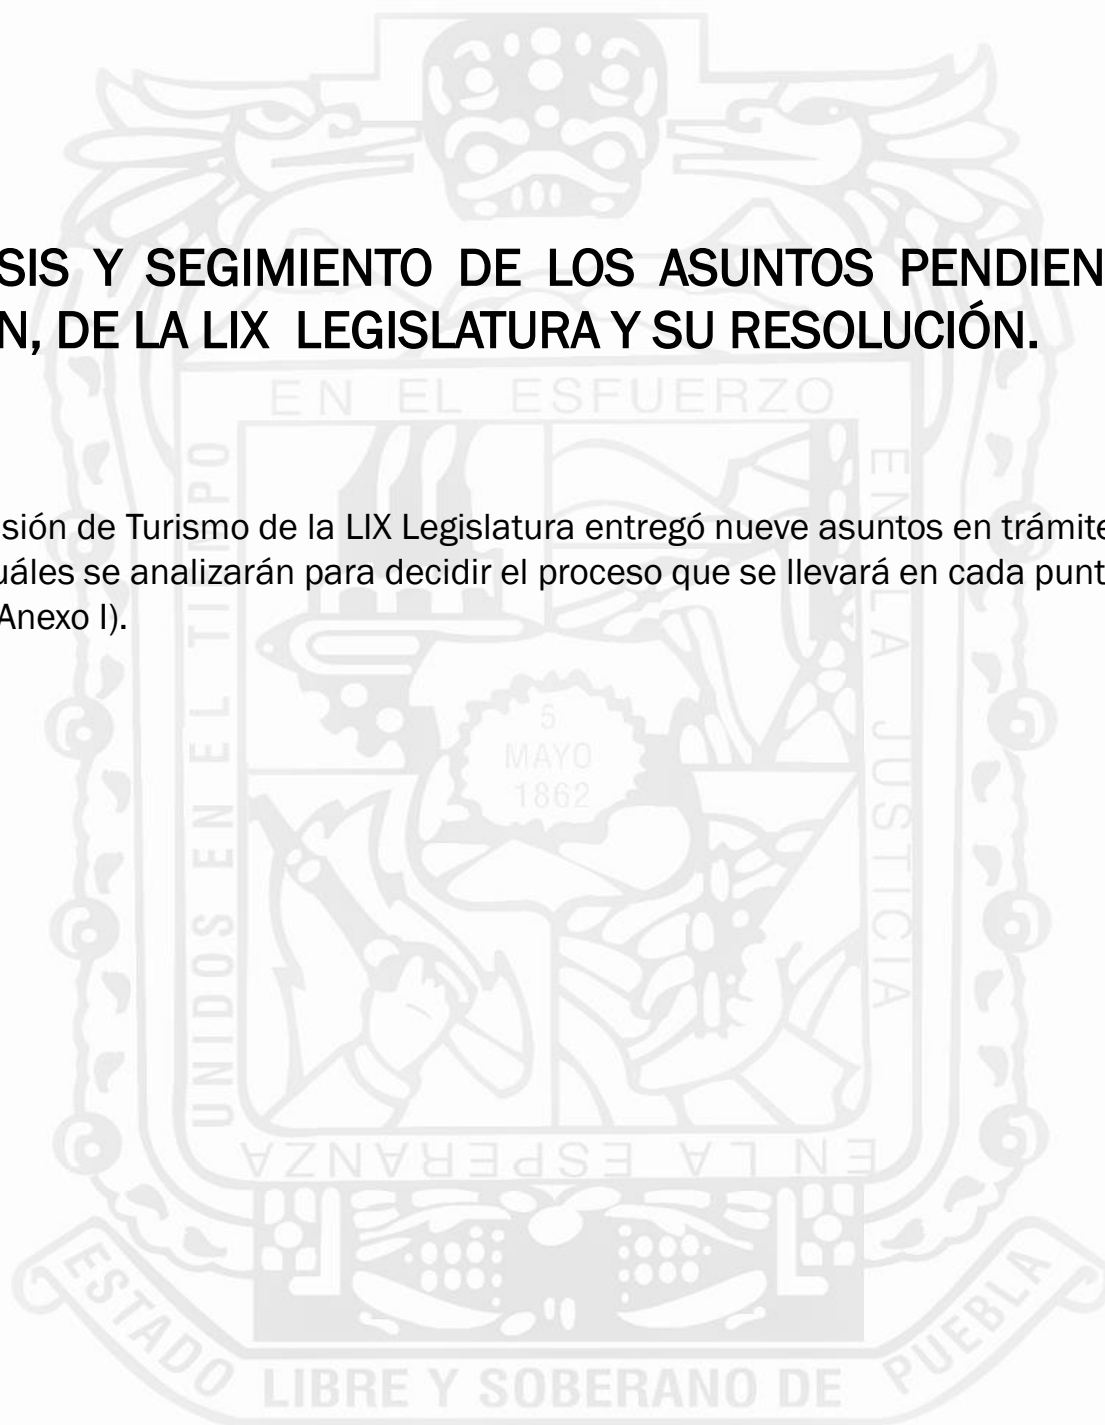 SIS Y SEGIMIENTO DE LOS ASUNTOS PENDIEN
N, DE LA LIX LEGISLATURA Y SU RESOLUCIÓN.
sión de Turismo de la LIX Legislatura entregó nueve asuntos en trámite
uáles se analizarán para decidir el proceso que se llevará en cada punt
Anexo I).
EN EL ESFUERZO
UNIDOS EN EL TIEMPO
EN LA JUSTICIA
5
MAYO
1862
EN LA ESPERANZA
ESTADO LIBRE Y SOBERANO DE PUEBLA